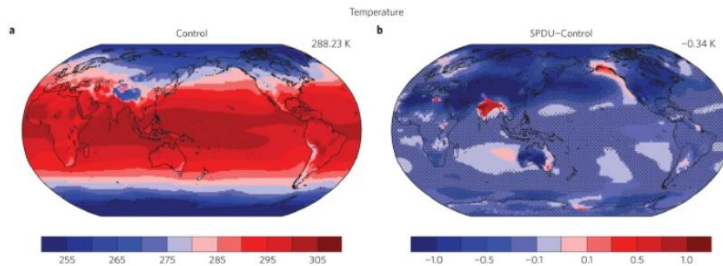 Temperature
a Control 288.23 K
b SPDU−Control −0.34 K
255 265 275 285 295 305
−1.0 −0.5 −0.1 0.1 0.5 1.0